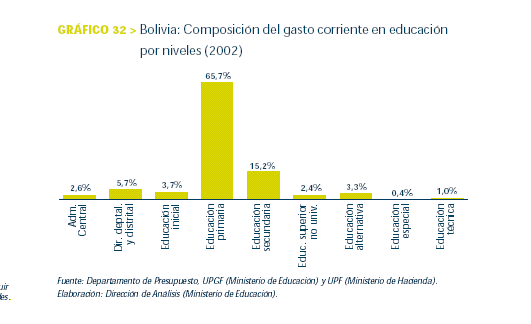 GRÁFICO 32 > Bolivia: Composición del gasto corriente en educación
por niveles (2002)
65,7%
15,2%
5,7%
3,7%
3,3%
2,6%
2,4%
1,0%
0,4%
Adm.
Central
Dir. deptal.
y distrital
Educación
inicial
Educación
primaria
Educación
secundaria
Educ. superior
no univ.
Educación
alternativa
Educación
especial
Educación
técnica
Fuente: Departamento de Presupuesto, UPGF (Ministerio de Educación) y UPF (Ministerio de Hacienda).
Elaboración: Dirección de Análisis (Ministerio de Educación).